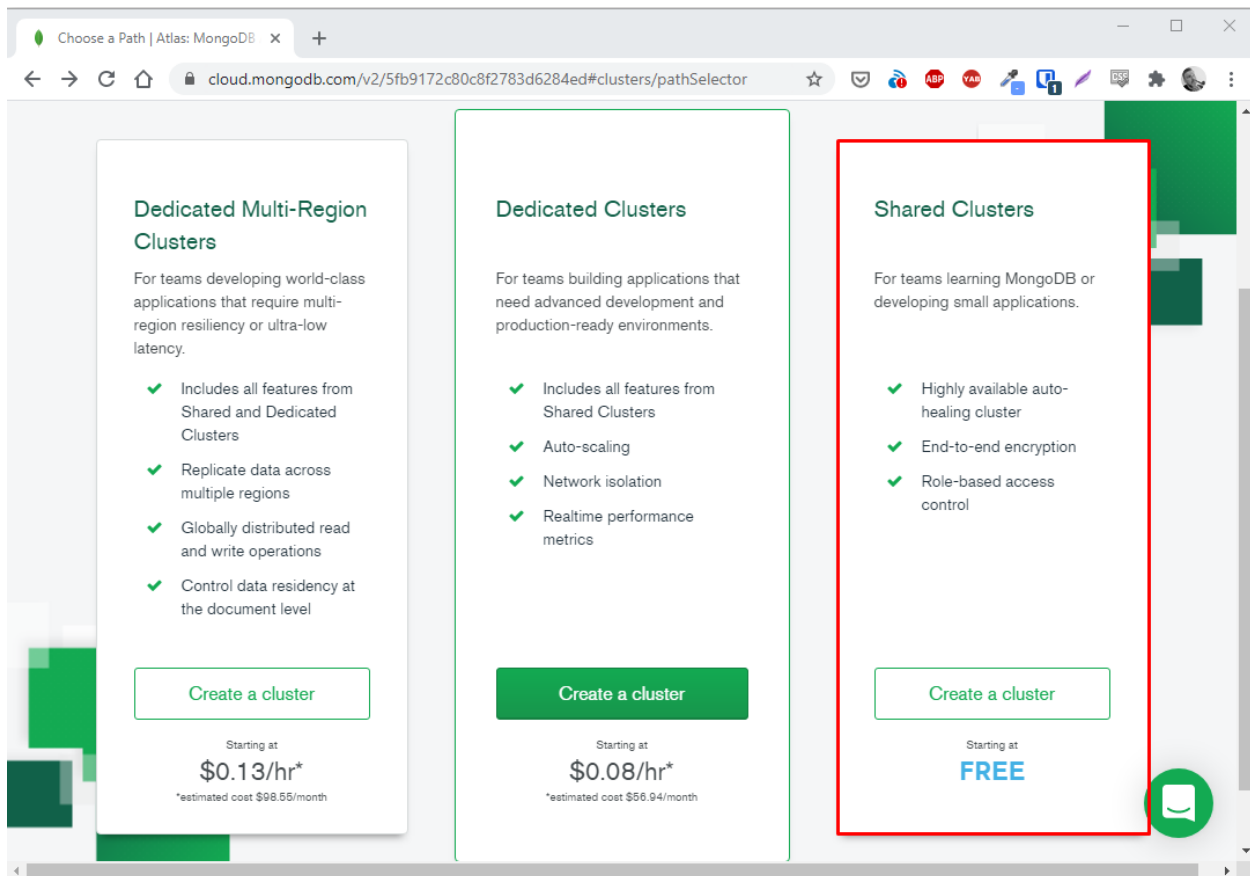 Choose a Path | Atlas: MongoDB
cloud.mongodb.com/v2/5fb9172c80c8f2783d6284ed#clusters/pathSelector
ABP
YAB
CSS
-
1
Dedicated Multi-Region
Clusters
For teams developing world-class
applications that require multi-
region resiliency or ultra-low
latency.
Includes all features from
Shared and Dedicated
Clusters
Replicate data across
multiple regions
Globally distributed read
and write operations
Control data residency at
the document level
Create a cluster
Starting at
$0.13/hr*
*estimated cost $98.55/month
Dedicated Clusters
For teams building applications that
need advanced development and
production-ready environments.
Includes all features from
Shared Clusters
Auto-scaling
Network isolation
Realtime performance
metrics
Create a cluster
Starting at
$0.08/hr*
*estimated cost $56.94/month
Shared Clusters
For teams learning MongoDB or
developing small applications.
Highly available auto-
healing cluster
End-to-end encryption
Role-based access
control
Create a cluster
Starting at
FREE